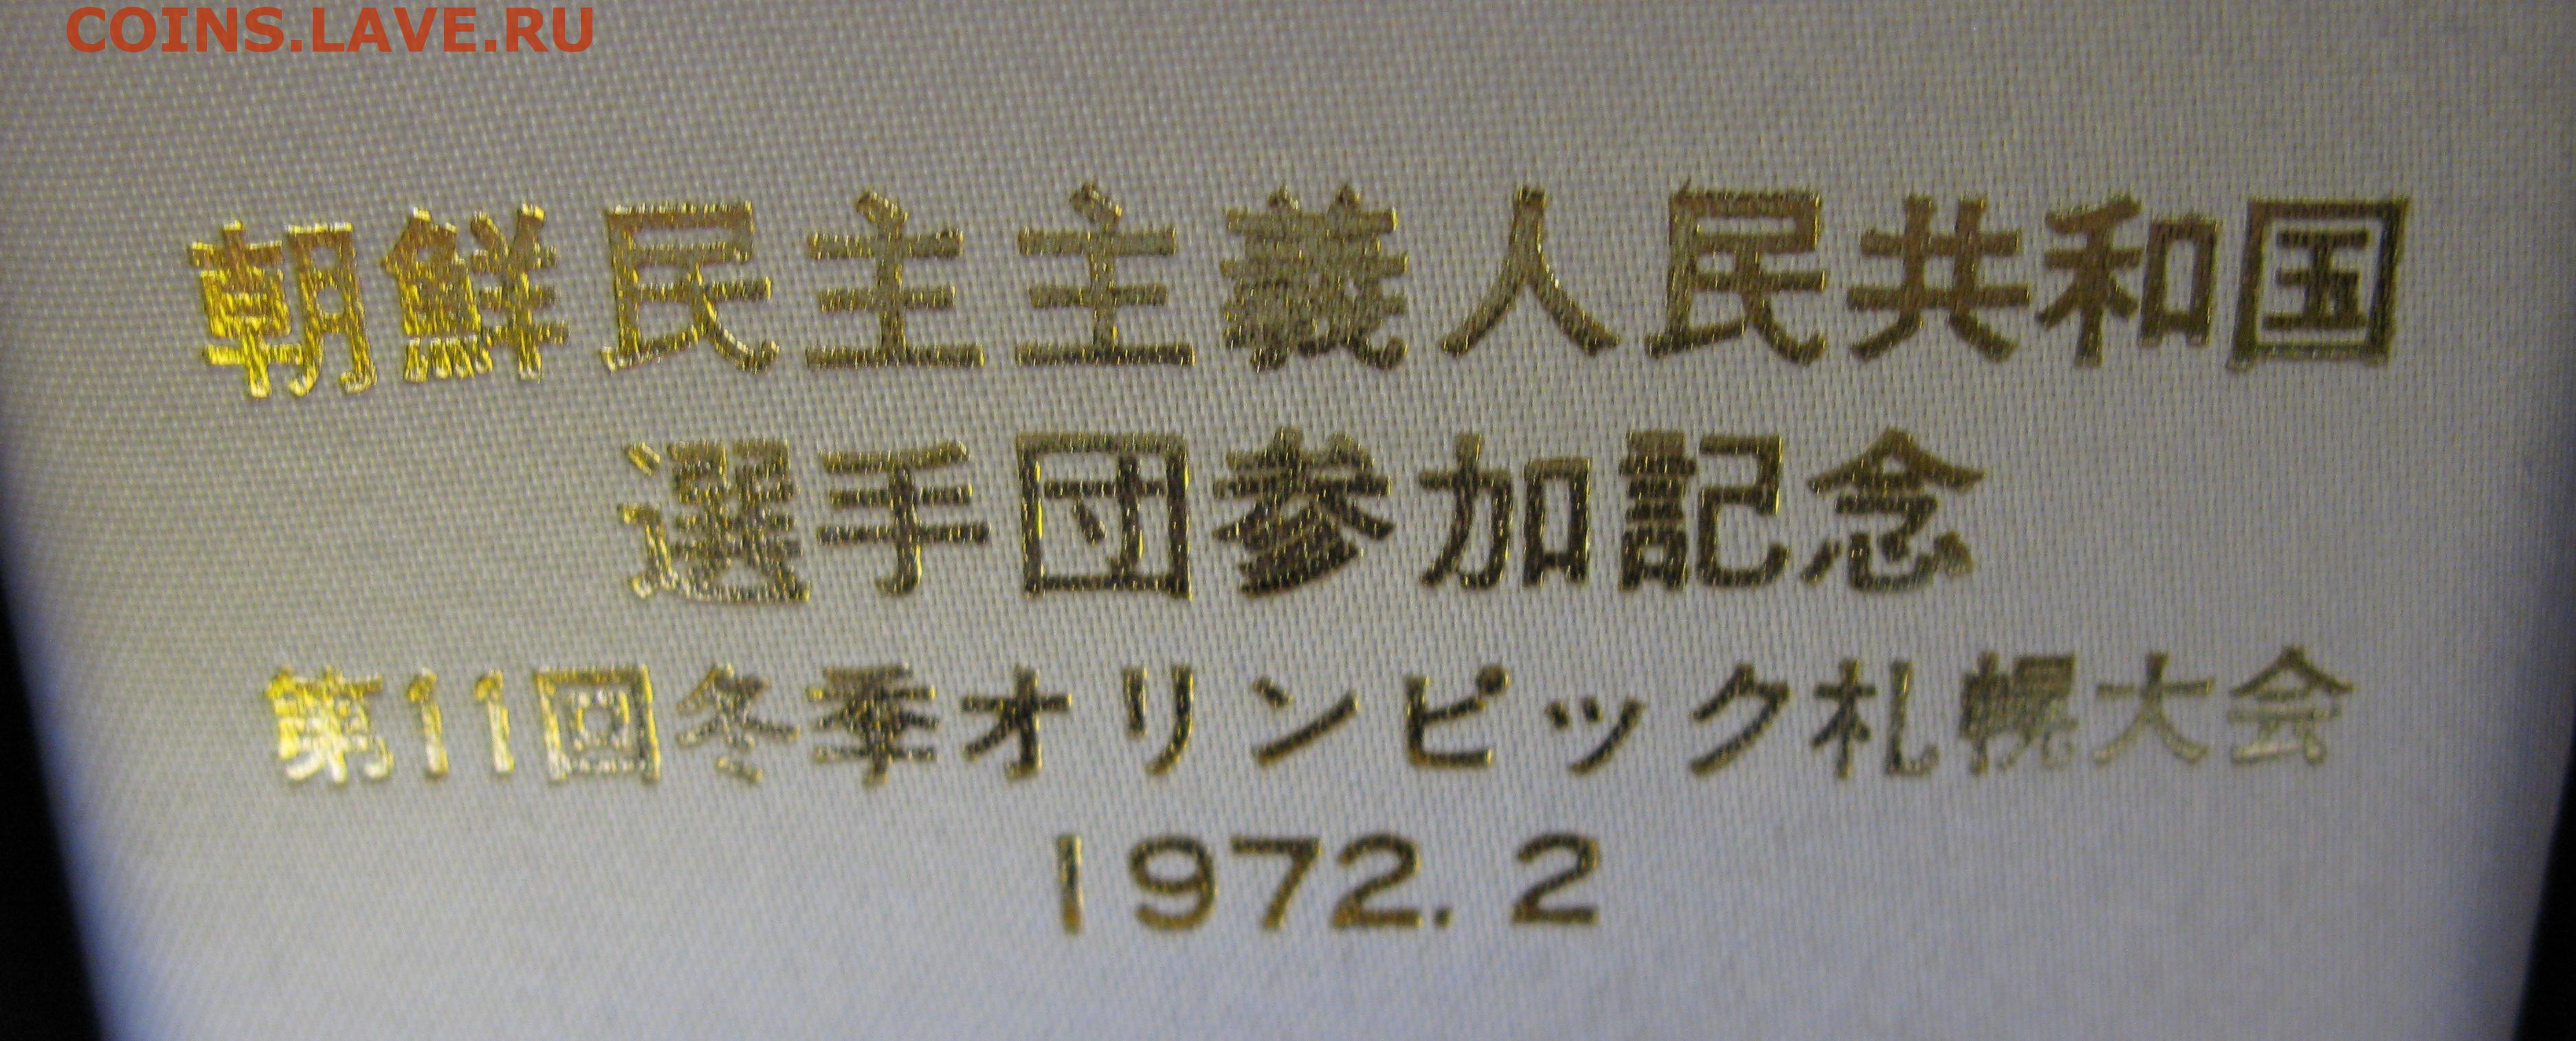 COINS.LAVE.RU
朝鮮民主主義人民共和国
選手団参加記念
第11回冬季オリンピック札幌大会
1972.2